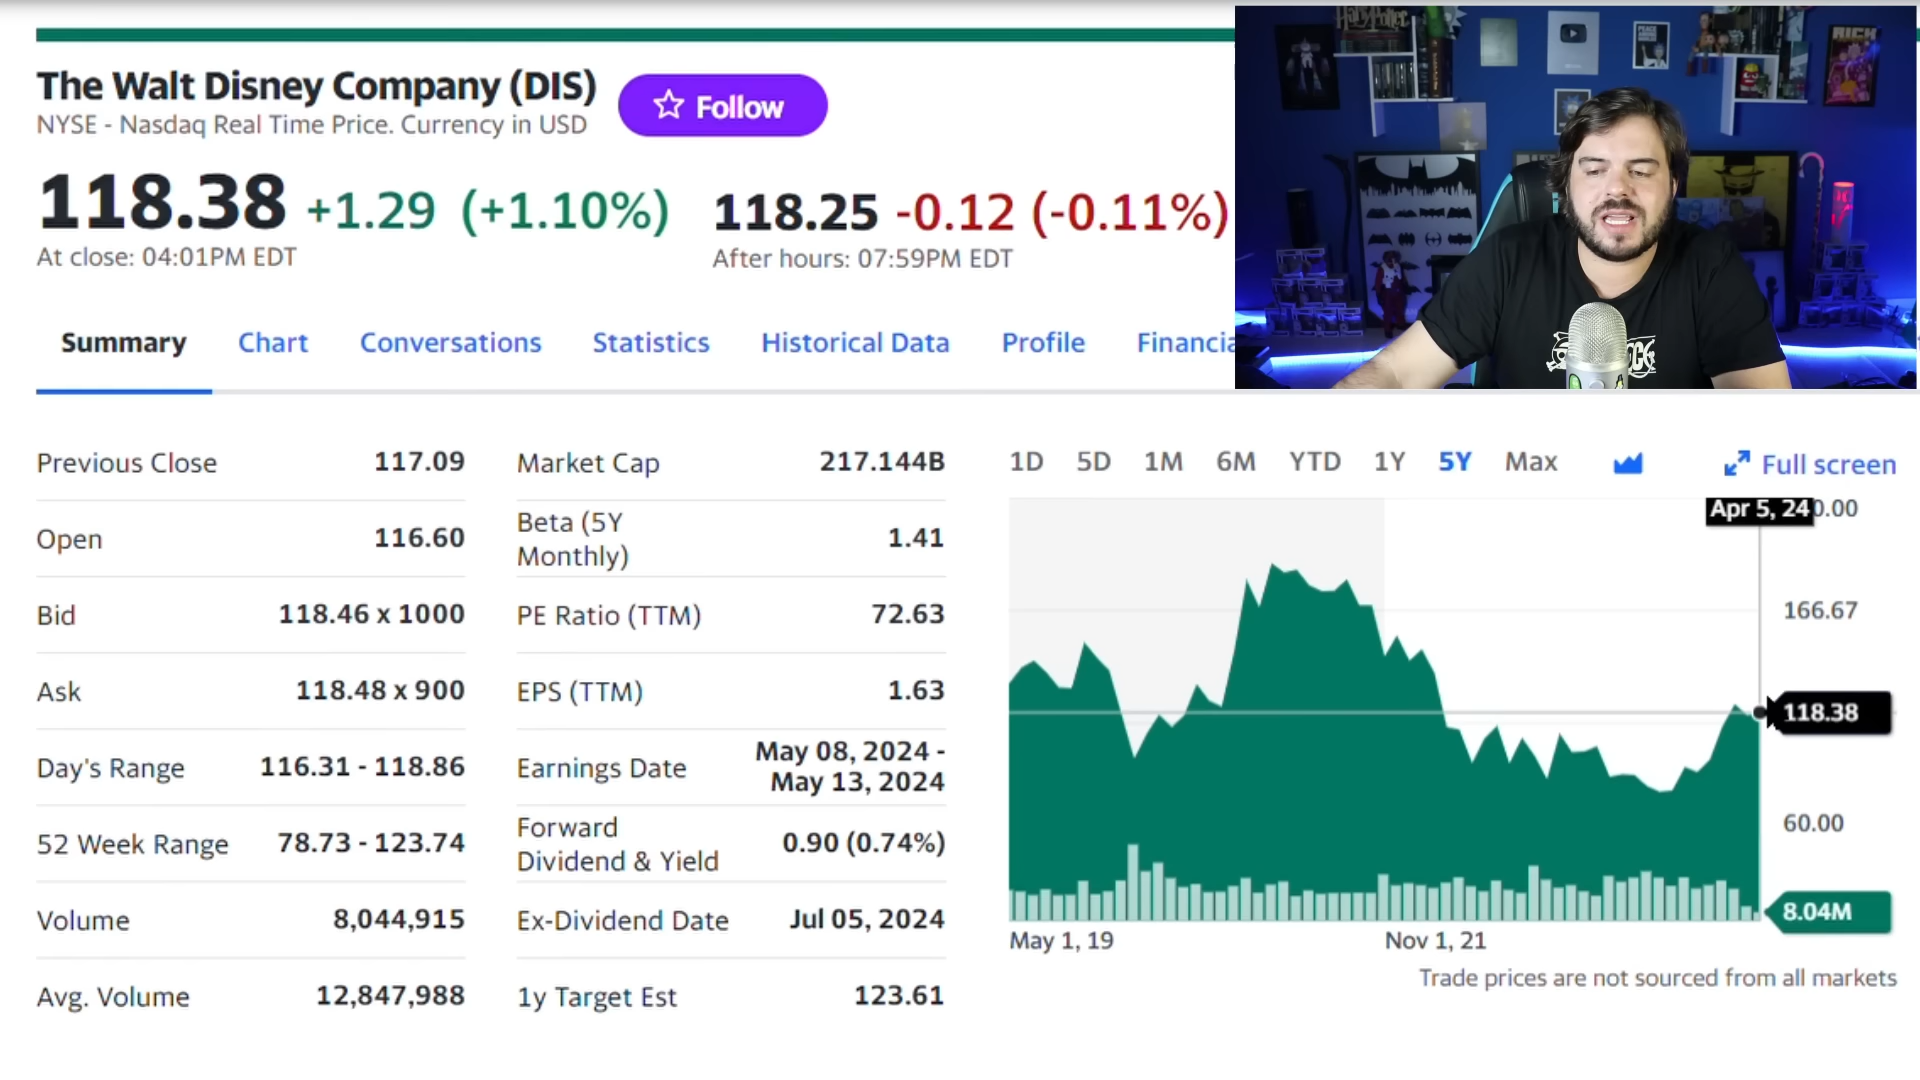 The Walt Disney Company (DIS)
Follow
NYSE - Nasdaq Real Time Price. Currency in USD
118.38 +1.29 (+1.10%)
118.25 -0.12 (-0.11%)
At close: 04:01PM EDT
After hours: 07:59PM EDT
Summary Chart Conversations Statistics Historical Data Profile Financia
Previous Close 117.09
Open 116.60
Bid 118.46 x 1000
Ask 118.48 x 900
Day's Range 116.31 - 118.86
52 Week Range 78.73 - 123.74
Volume 8,044,915
Avg. Volume 12,847,988
Market Cap 217.144B
Beta (5Y
Monthly) 1.41
PE Ratio (TTM) 72.63
EPS (TTM) 1.63
Earnings Date May 08, 2024 -
May 13, 2024
Forward
Dividend & Yield 0.90 (0.74%)
Ex-Dividend Date Jul 05, 2024
1y Target Est 123.61
1D 5D 1M 6M YTD 1Y 5Y Max Full screen
Apr 5, 24 0.00
166.67
118.38
60.00
8.04M
May 1, 19 Nov 1, 21
Trade prices are not sourced from all markets
Harry Potter
RICK